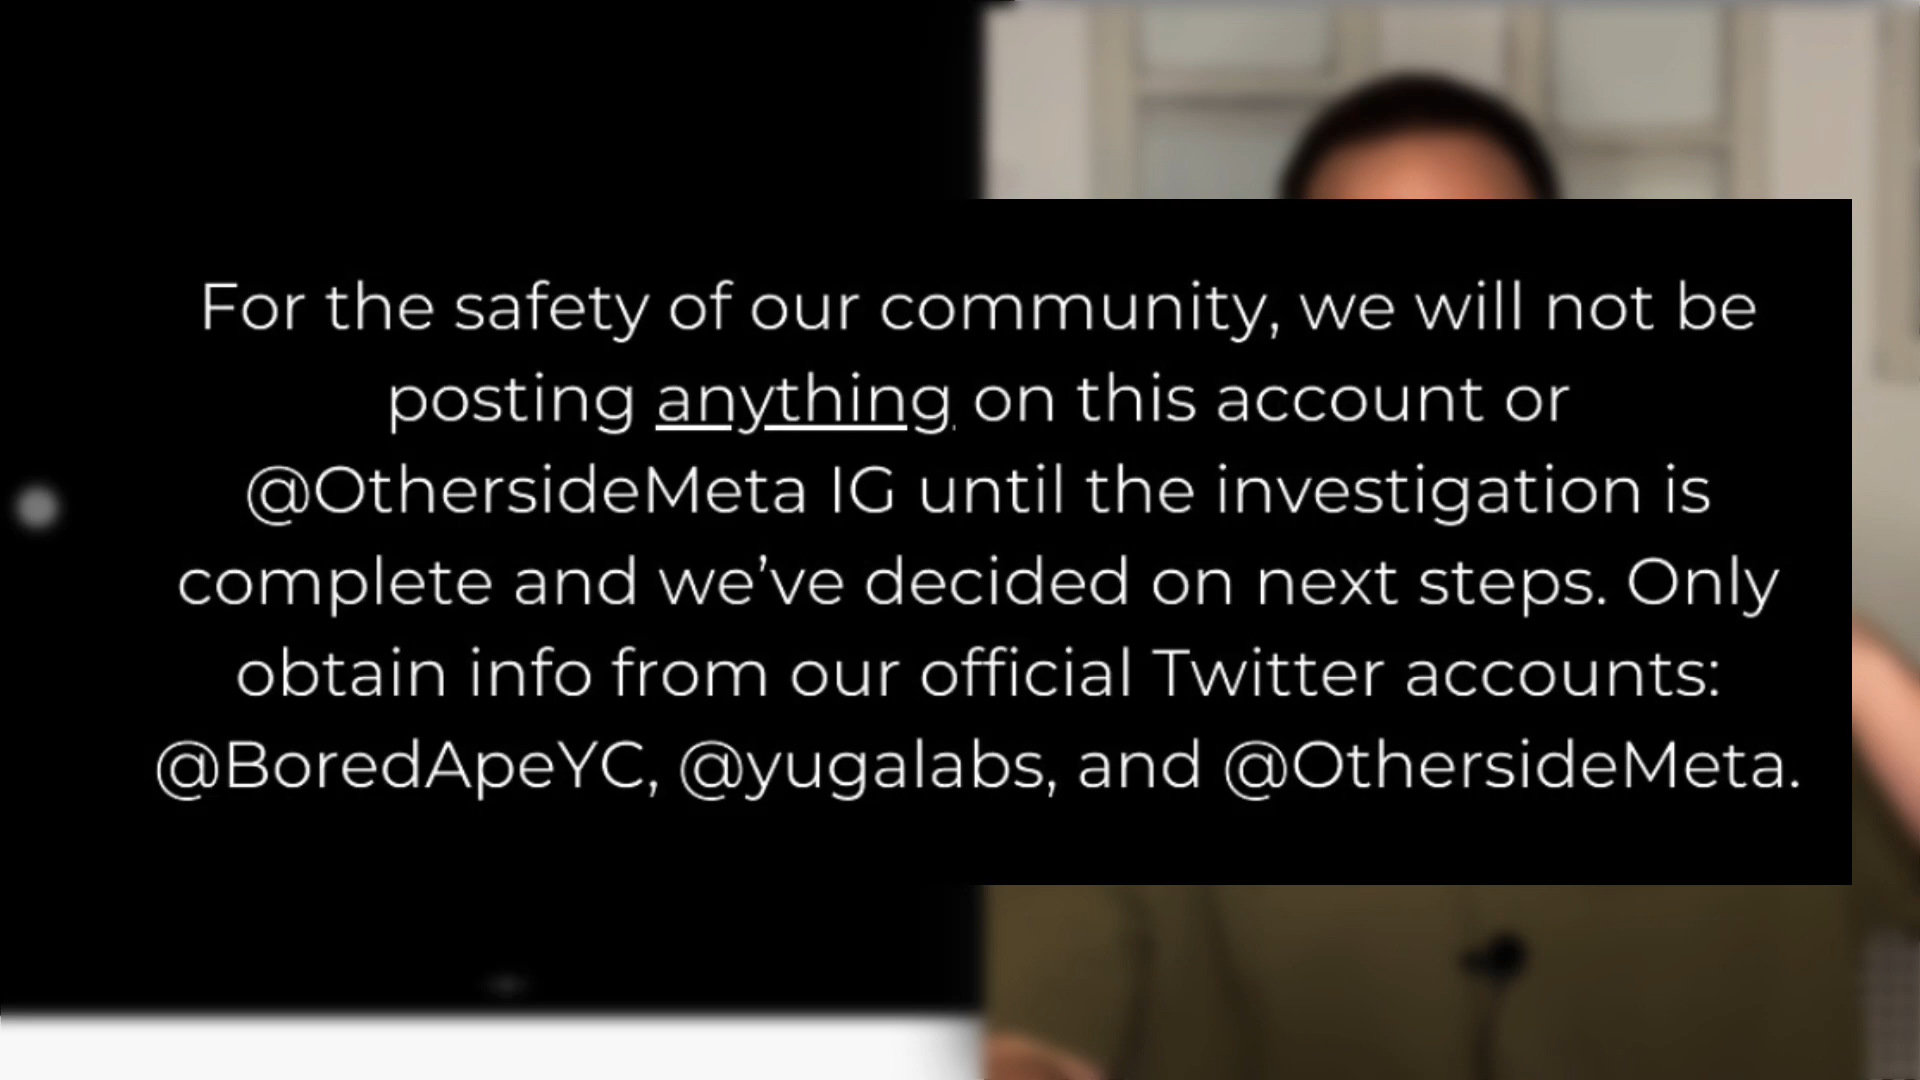 For the safety of our community, we will not be
posting anything on this account or
@OthersideMeta IG until the investigation is
complete and we’ve decided on next steps. Only
obtain info from our official Twitter accounts:
@BoredApeYC, @yugalabs, and @OthersideMeta.